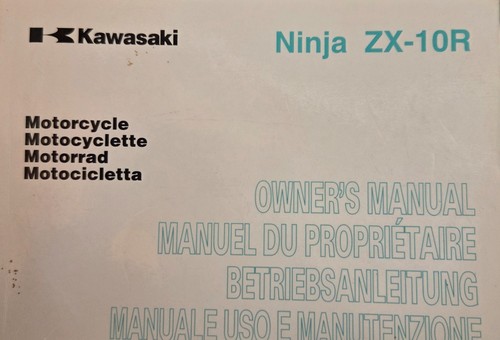 Kawasaki
Ninja ZX-10R
Motorcycle
Motocyclette
Motorrad
Motocicletta
OWNER'S MANUAL
MANUEL DU PROPRIÉTAIRE
BETRIEBSANLEITUNG
MANUALE USO E MANUTENZIONE